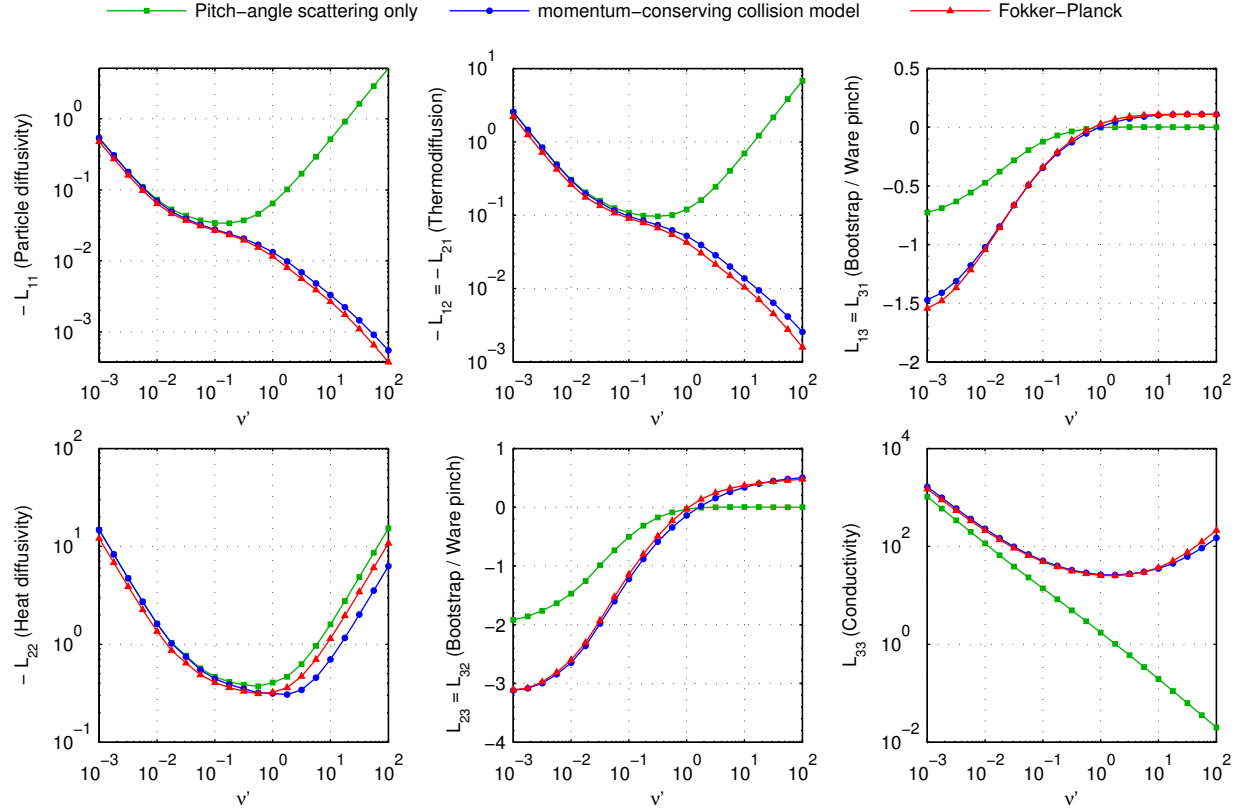 Pitch−angle scattering only
momentum−conserving collision model
Fokker−Planck
10^0
10^−1
10^−2
10^−3
− L_11 (Particle diffusivity)
10^−3 10^−2 10^−1 10^0 10^1 10^2
ν'
10^1
10^0
10^−1
10^−2
10^−3
− L_12 = − L_21 (Thermodiffusion)
10^−3 10^−2 10^−1 10^0 10^1 10^2
ν'
0.5
0
−0.5
−1
−1.5
−2
L_13 = L_31 (Bootstrap / Ware pinch)
10^−3 10^−2 10^−1 10^0 10^1 10^2
ν'
10^2
10^1
10^0
10^−1
− L_22 (Heat diffusivity)
10^−3 10^−2 10^−1 10^0 10^1 10^2
ν'
1
0
−1
−2
−3
−4
L_23 = L_32 (Bootstrap / Ware pinch)
10^−3 10^−2 10^−1 10^0 10^1 10^2
ν'
10^4
10^2
10^0
10^−2
L_33 (Conductivity)
10^−3 10^−2 10^−1 10^0 10^1 10^2
ν'